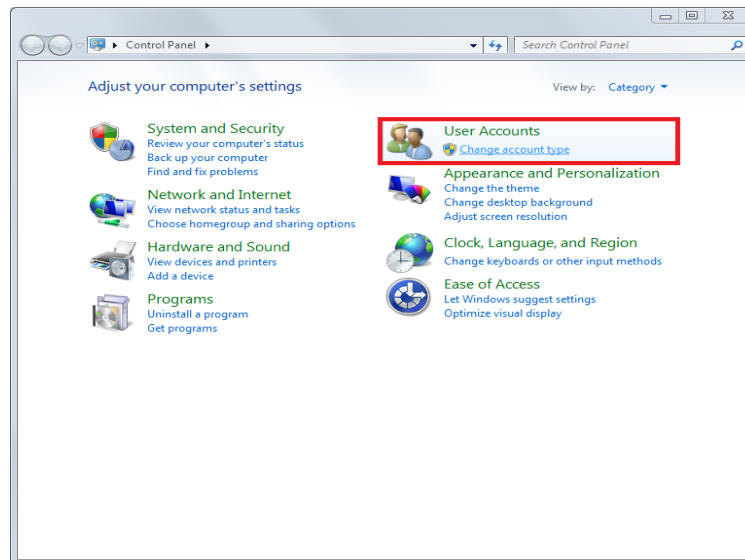 Control Panel
Search Control Panel
Adjust your computer's settings
View by: Category
System and Security
Review your computer's status
Back up your computer
Find and fix problems
Network and Internet
View network status and tasks
Choose homegroup and sharing options
Hardware and Sound
View devices and printers
Add a device
Programs
Uninstall a program
Get programs
User Accounts
Change account type
Appearance and Personalization
Change the theme
Change desktop background
Adjust screen resolution
Clock, Language, and Region
Change keyboards or other input methods
Ease of Access
Let Windows suggest settings
Optimize visual display